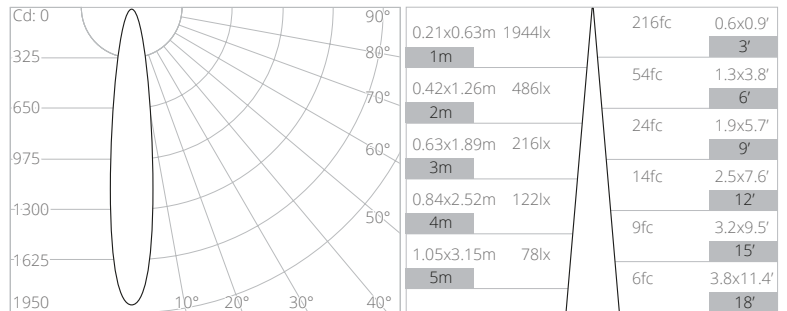 Cd: 0
325
650
975
1300
1625
1950
90°
80°
70°
60°
50°
10° 20° 30° 40°
0.21x0.63m 1944lx
1m
0.42x1.26m 486lx
2m
0.63x1.89m 216lx
3m
0.84x2.52m 122lx
4m
1.05x3.15m 78lx
5m
216fc 0.6x0.9’
3’
54fc 1.3x3.8’
6’
24fc 1.9x5.7’
9’
14fc 2.5x7.6’
12’
9fc 3.2x9.5’
15’
6fc 3.8x11.4’
18’